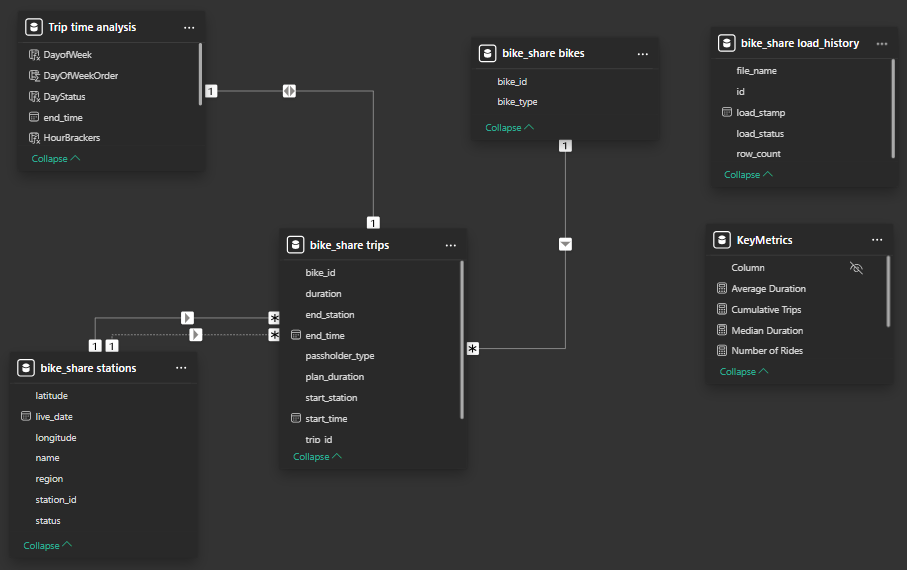 Trip time analysis
DayofWeek
DayOfWeekOrder
DayStatus
end_time
HourBrackers
Collapse
1
1
bike_share bikes
bike_id
bike_type
Collapse
1
*
bike_share load_history
file_name
id
load_stamp
load_status
row_count
Collapse
bike_share trips
bike_id
duration
end_station
end_time
passholder_type
plan_duration
start_station
start_time
trip_id
Collapse
*
*
1
1
KeyMetrics
Column
Average Duration
Cumulative Trips
Median Duration
Number of Rides
Collapse
bike_share stations
latitude
live_date
longitude
name
region
station_id
status
Collapse